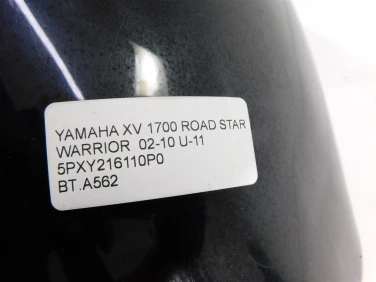 YAMAHA XV 1700 ROAD STAR
WARRIOR 02-10 U-11
5PXY216110P0
BT.A562